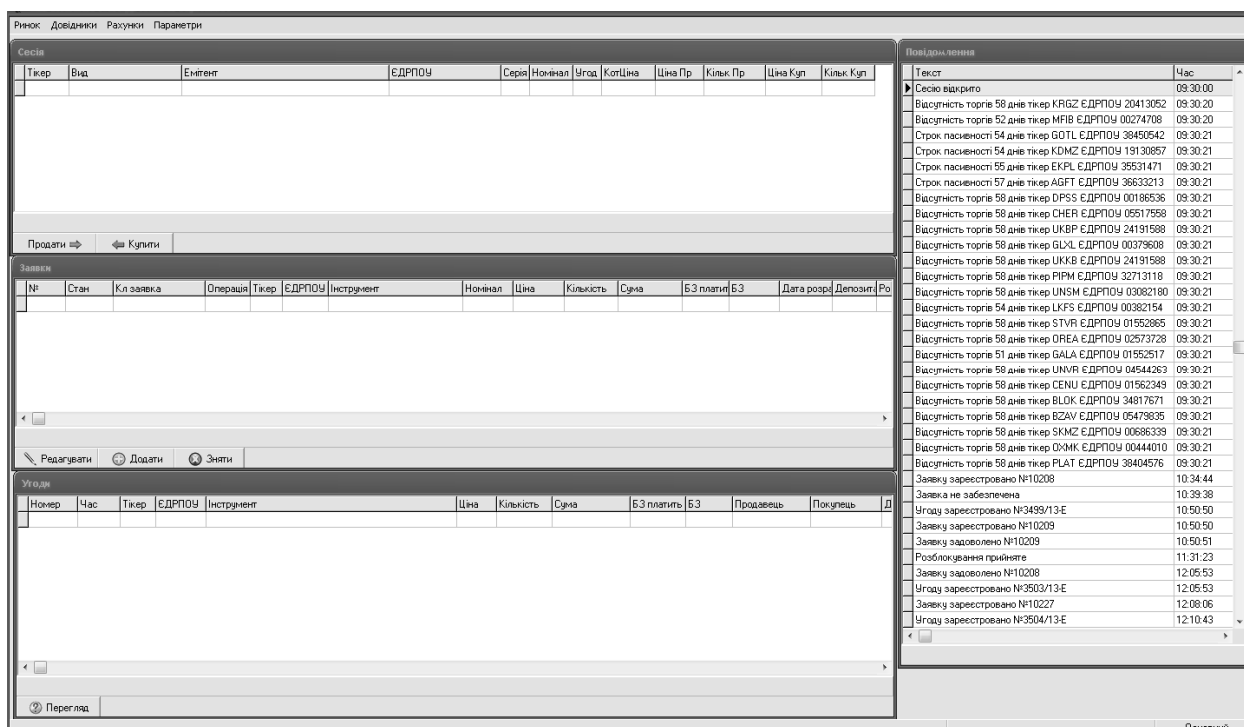 Ринок Довідники Рахунки Параметри
Сесія
Тікер Вид Емітент ЄДРПОУ Серія Номінал Угод КотЦіна Ціна Пр Кільк Пр Ціна Куп Кільк Куп
Продати Купити
Заявки
№ Стан Кл заявка Операція Тікер ЄДРПОУ Інструмент Номінал Ціна Кількість Сума БЗ платит БЗ Дата розра Депозита Ро
Редагувати Додати Зняти
Угоди
Номер Час Тікер ЄДРПОУ Інструмент Ціна Кількість Сума БЗ платить БЗ Продавець Покупець Д
Перегляд
Повідомлення
Текст Час
Сесію відкрито 09:30:00
Відсутність торгів 58 днів тікер KRGZ ЄДРПОУ 20413052 09:30:20
Відсутність торгів 52 днів тікер MFIB ЄДРПОУ 00274708 09:30:20
Строк пасивності 54 днів тікер GOTL ЄДРПОУ 38450542 09:30:21
Строк пасивності 54 днів тікер KDMZ ЄДРПОУ 19130857 09:30:21
Строк пасивності 55 днів тікер EKPL ЄДРПОУ 35531471 09:30:21
Строк пасивності 57 днів тікер AGFT ЄДРПОУ 36633213 09:30:21
Відсутність торгів 58 днів тікер DPSS ЄДРПОУ 00186536 09:30:21
Відсутність торгів 58 днів тікер CHER ЄДРПОУ 05517558 09:30:21
Відсутність торгів 58 днів тікер UKBP ЄДРПОУ 24191588 09:30:21
Відсутність торгів 58 днів тікер GLXL ЄДРПОУ 00379608 09:30:21
Відсутність торгів 58 днів тікер UKKB ЄДРПОУ 24191588 09:30:21
Відсутність торгів 58 днів тікер PIPM ЄДРПОУ 32713118 09:30:21
Відсутність торгів 58 днів тікер UNSM ЄДРПОУ 03082180 09:30:21
Відсутність торгів 54 днів тікер LKFS ЄДРПОУ 00382154 09:30:21
Відсутність торгів 58 днів тікер STVR ЄДРПОУ 01552865 09:30:21
Відсутність торгів 58 днів тікер OREA ЄДРПОУ 02573728 09:30:21
Відсутність торгів 51 днів тікер GALA ЄДРПОУ 01552517 09:30:21
Відсутність торгів 58 днів тікер UNVR ЄДРПОУ 04544263 09:30:21
Відсутність торгів 58 днів тікер CENU ЄДРПОУ 01562349 09:30:21
Відсутність торгів 58 днів тікер BLOK ЄДРПОУ 34817671 09:30:21
Відсутність торгів 58 днів тікер BZAV ЄДРПОУ 05479835 09:30:21
Відсутність торгів 58 днів тікер SKMZ ЄДРПОУ 00686339 09:30:21
Відсутність торгів 58 днів тікер OXMK ЄДРПОУ 00444010 09:30:21
Відсутність торгів 58 днів тікер PLAT ЄДРПОУ 38404576 09:30:21
Заявку зареєстровано №10208 10:34:44
Заявка не забезпечена 10:39:38
Угоду зареєстровано №3499/13-Е 10:50:50
Заявку зареєстровано №10209 10:50:50
Заявку задоволено №10209 10:50:51
Розблокування прийняте 11:31:23
Заявку задоволено №10208 12:05:53
Угоду зареєстровано №3503/13-Е 12:05:53
Заявку зареєстровано №10227 12:08:06
Угоду зареєстровано №3504/13-Е 12:10:43